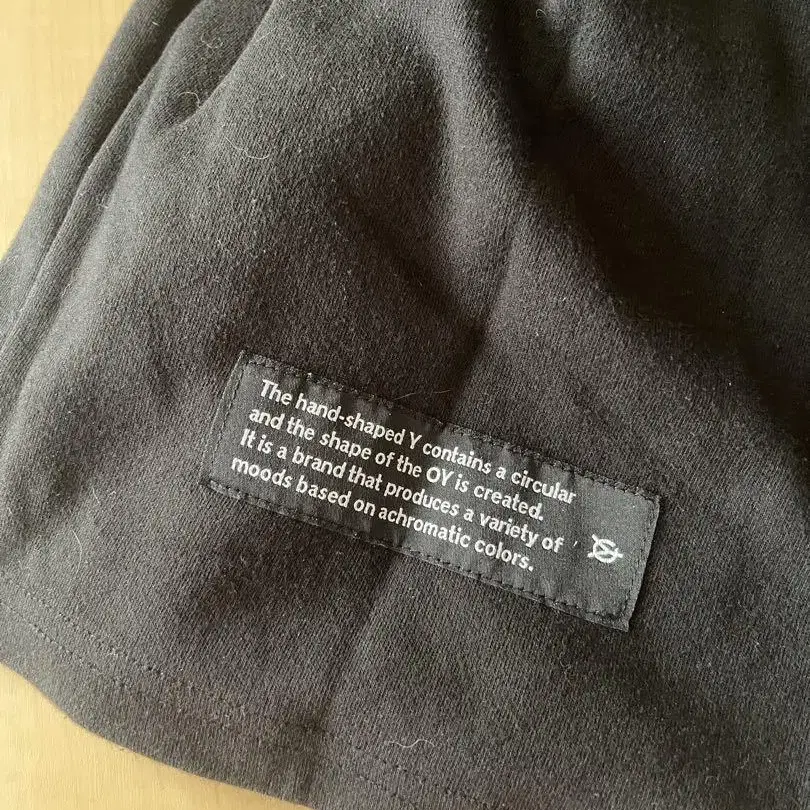 The hand-shaped Y contains a circular
and the shape of the OY is created.
It is a brand that produces a variety of
moods based on achromatic colors.